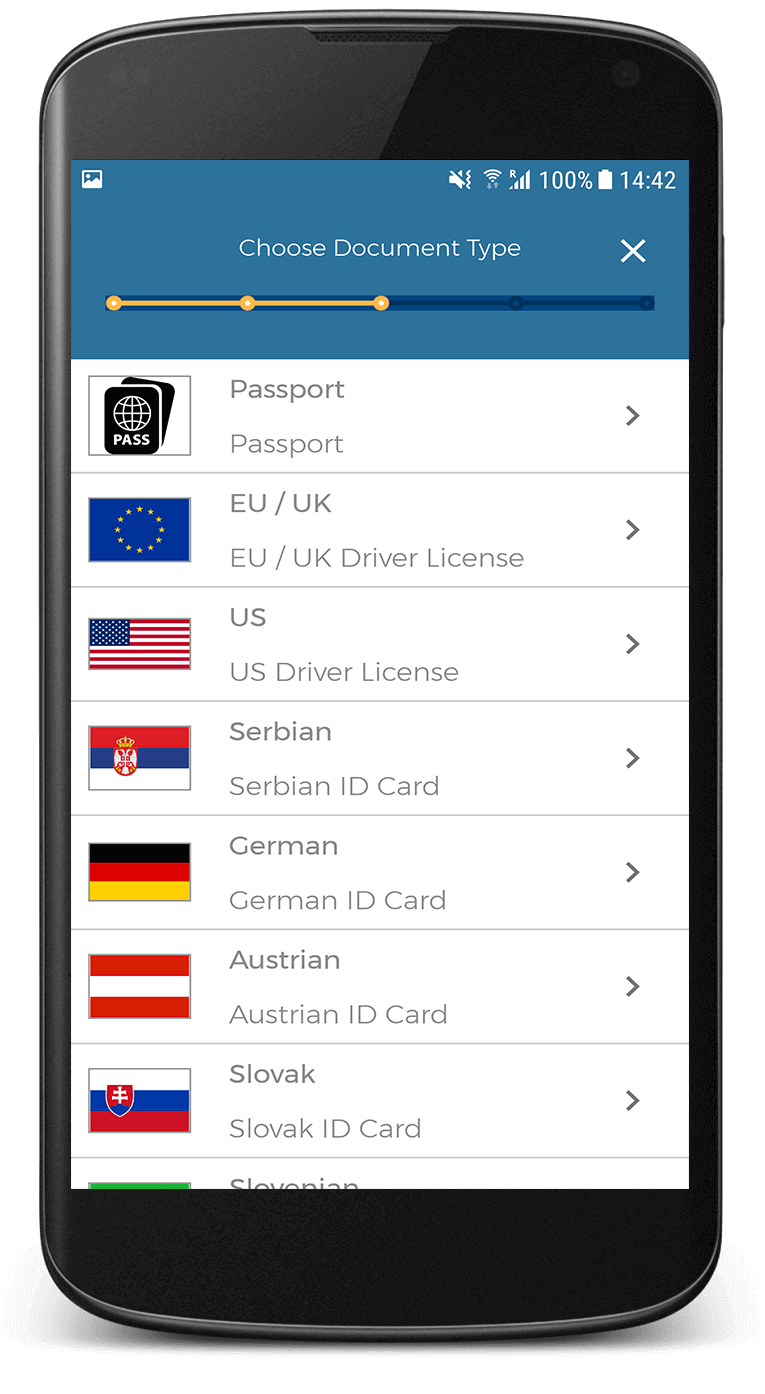 R 100% 14:42
Choose Document Type
PASS
Passport
Passport
EU / UK
EU / UK Driver License
US
US Driver License
Serbian
Serbian ID Card
German
German ID Card
Austrian
Austrian ID Card
Slovak
Slovak ID Card
Slovenian